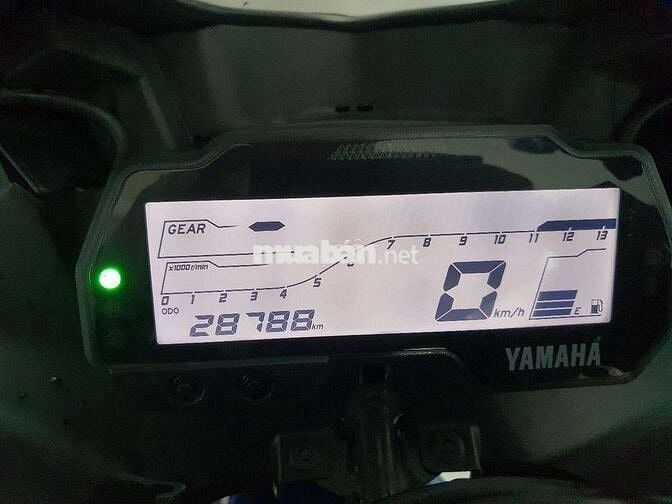 GEAR
muaban.net
x1000r/min
0 1 2 3 4 5 6 7 8 9 10 11 12 13
ODO
28788 km
0 km/h
E
YAMAHA